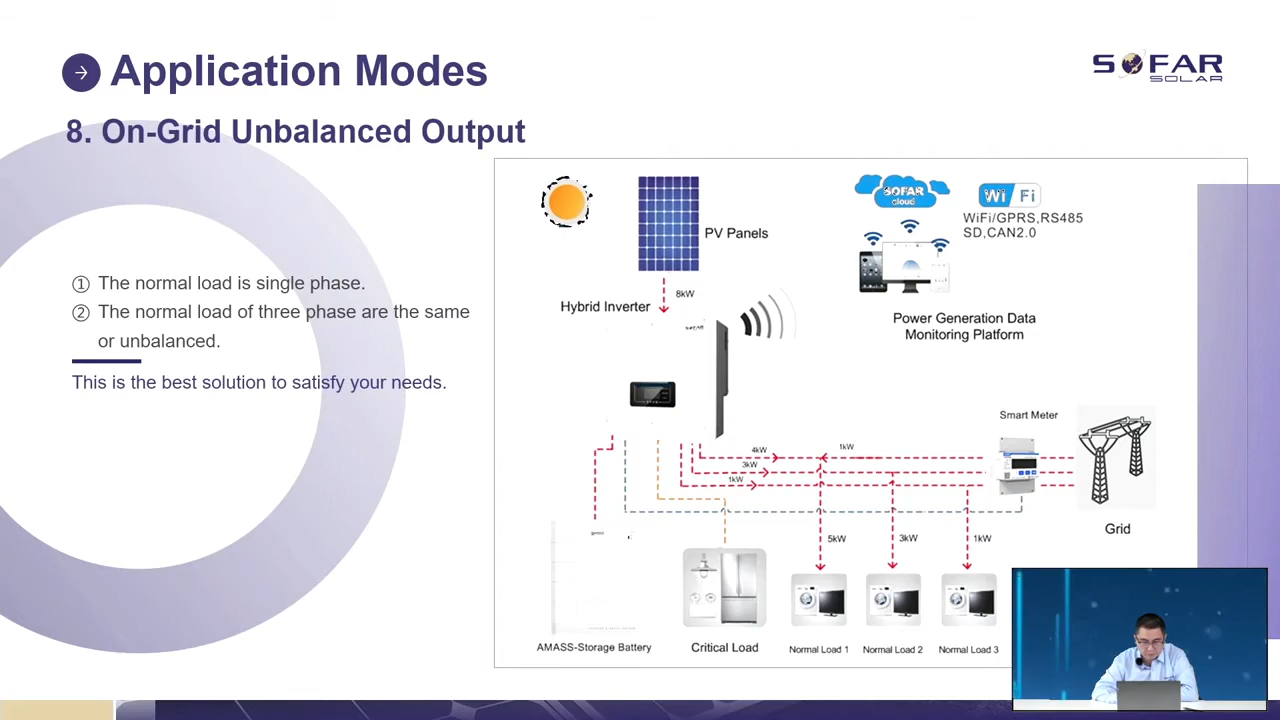 Application Modes
SOFAR
SOLAR
8. On-Grid Unbalanced Output
① The normal load is single phase.
② The normal load of three phase are the same
or unbalanced.
This is the best solution to satisfy your needs.
PV Panels
8kW
Hybrid Inverter
SOFAR
SOFAR
cloud
Wi Fi
WiFi/GPRS,RS485
SD,CAN2.0
Power Generation Data
Monitoring Platform
Smart Meter
4kW
1kW
3kW
1kW
Grid
5kW
3kW
1kW
AMASS-Storage Battery
Critical Load
Normal Load 1
Normal Load 2
Normal Load 3